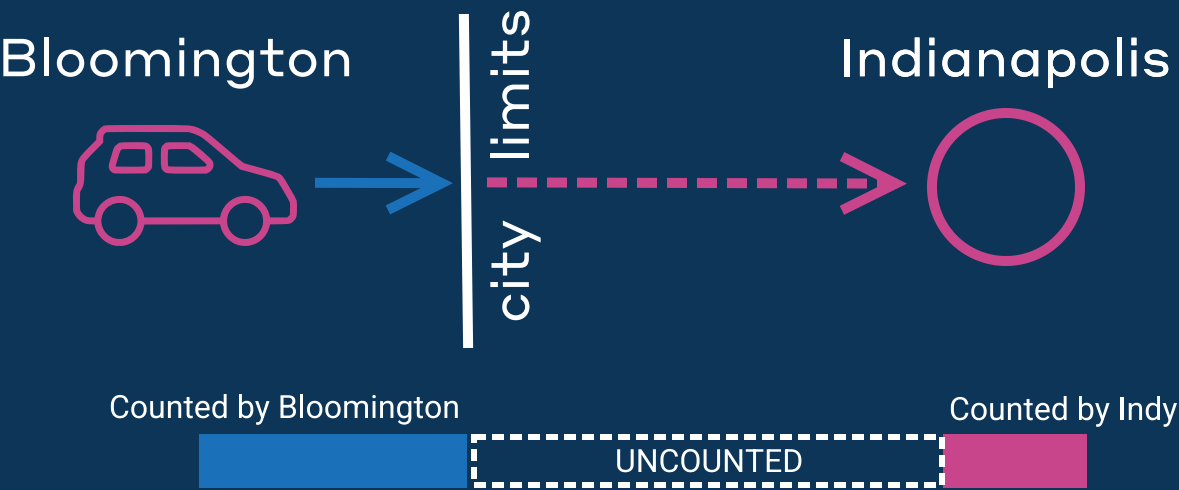 Bloomington
city limits
Indianapolis
Counted by Bloomington
UNCOUNTED
Counted by Indy